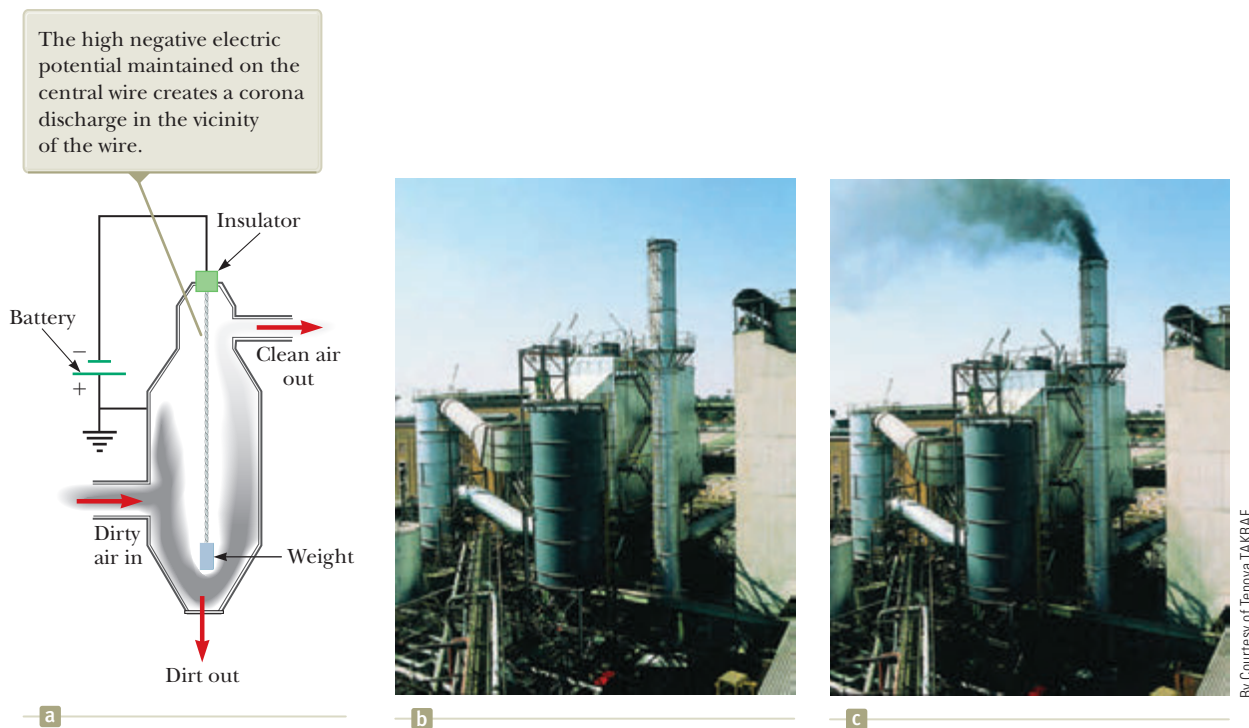 The high negative electric
potential maintained on the
central wire creates a corona
discharge in the vicinity
of the wire.
Insulator
Battery
−
+
Clean air
out
Dirty
air in
Weight
Dirt out
a
b
c
By Courtesy of Tenova TAKRAF